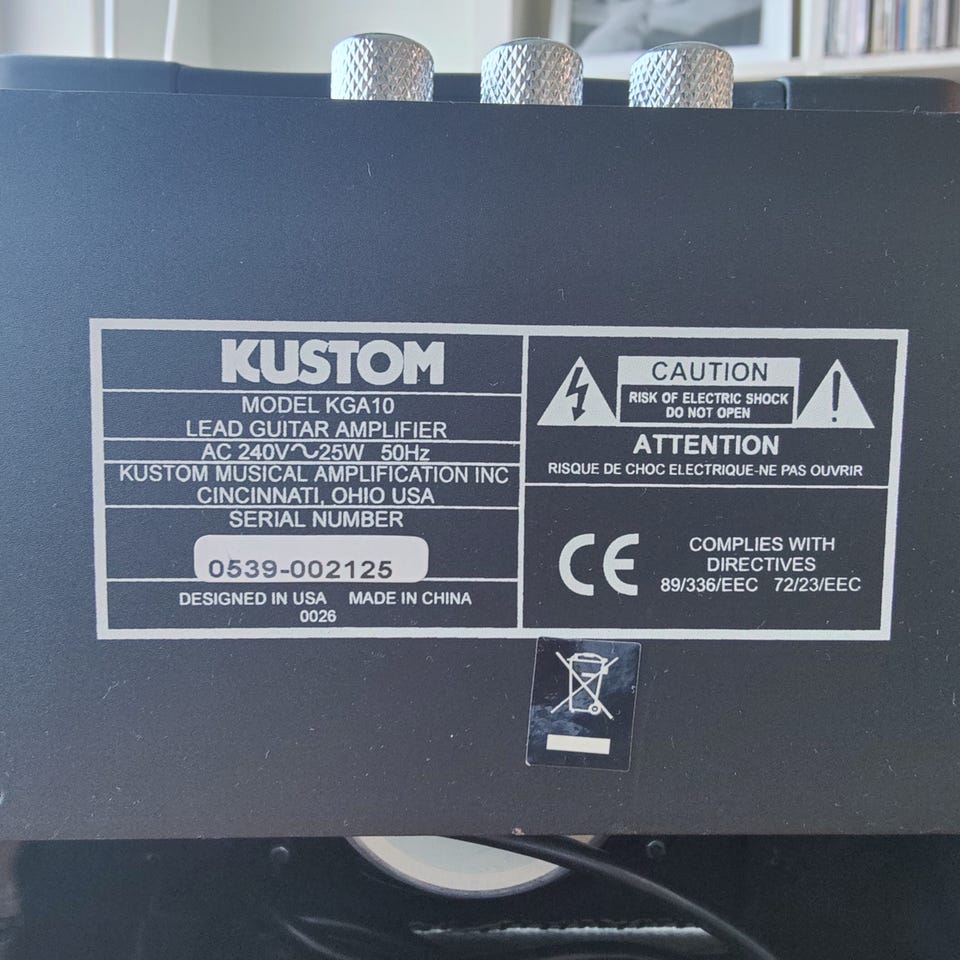 KUSTOM
MODEL KGA10
LEAD GUITAR AMPLIFIER
AC 240V～25W 50Hz
KUSTOM MUSICAL AMPLIFICATION INC
CINCINNATI, OHIO USA
SERIAL NUMBER
0539-002125
DESIGNED IN USA MADE IN CHINA
0026
CAUTION
RISK OF ELECTRIC SHOCK
DO NOT OPEN
ATTENTION
RISQUE DE CHOC ELECTRIQUE-NE PAS OUVRIR
CE
COMPLIES WITH
DIRECTIVES
89/336/EEC 72/23/EEC